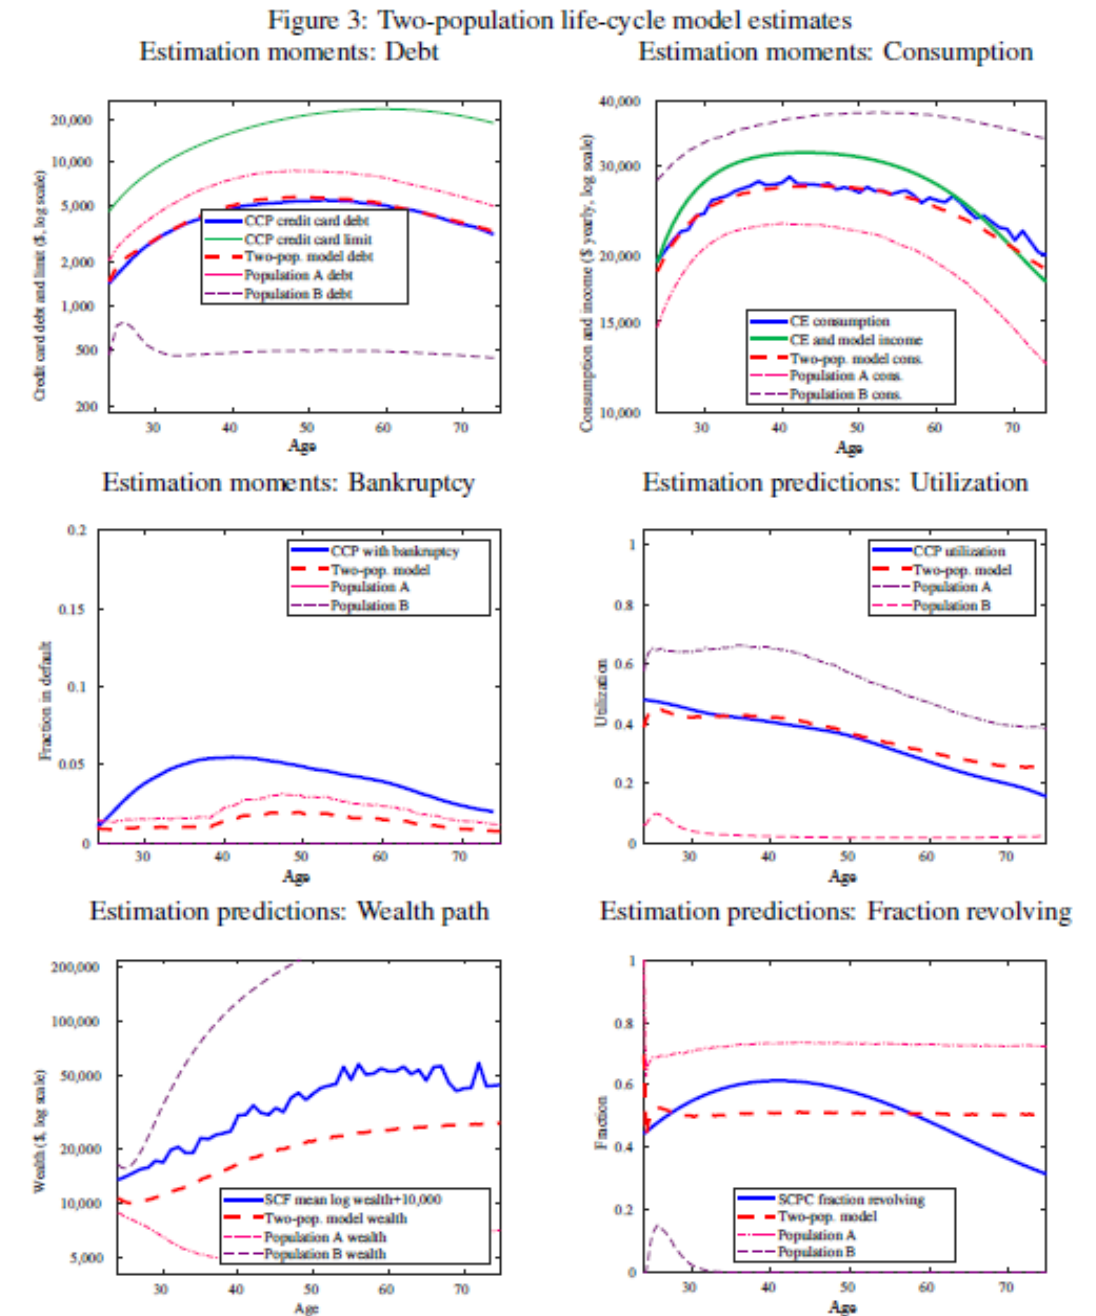 Figure 3: Two-population life-cycle model estimates
Estimation moments: Debt
Credit card debt and limit ($, log scale)
20,000
10,000
5,000
2,000
1,000
500
200
CCP credit card debt
CCP credit card limit
Two-pop. model debt
Population A debt
Population B debt
30 40 50 60 70
Age
Estimation moments: Consumption
Consumption and income ($ yearly, log scale)
40,000
30,000
20,000
15,000
10,000
CE consumption
CE and model income
Two-pop. model cons.
Population A cons.
Population B cons.
30 40 50 60 70
Age
Estimation moments: Bankruptcy
Fraction in default
0.2
0.15
0.1
0.05
0
CCP with bankruptcy
Two-pop. model
Population A
Population B
30 40 50 60 70
Age
Estimation predictions: Utilization
Utilization
1
0.8
0.6
0.4
0.2
0
CCP utilization
Two-pop. model
Population A
Population B
30 40 50 60 70
Age
Estimation predictions: Wealth path
Wealth ($, log scale)
200,000
100,000
50,000
20,000
10,000
5,000
SCF mean log wealth+10,000
Two-pop. model wealth
Population A wealth
Population B wealth
30 40 50 60 70
Age
Estimation predictions: Fraction revolving
Fraction
1
0.8
0.6
0.4
0.2
0
SCPC fraction revolving
Two-pop. model
Population A
Population B
30 40 50 60 70
Age